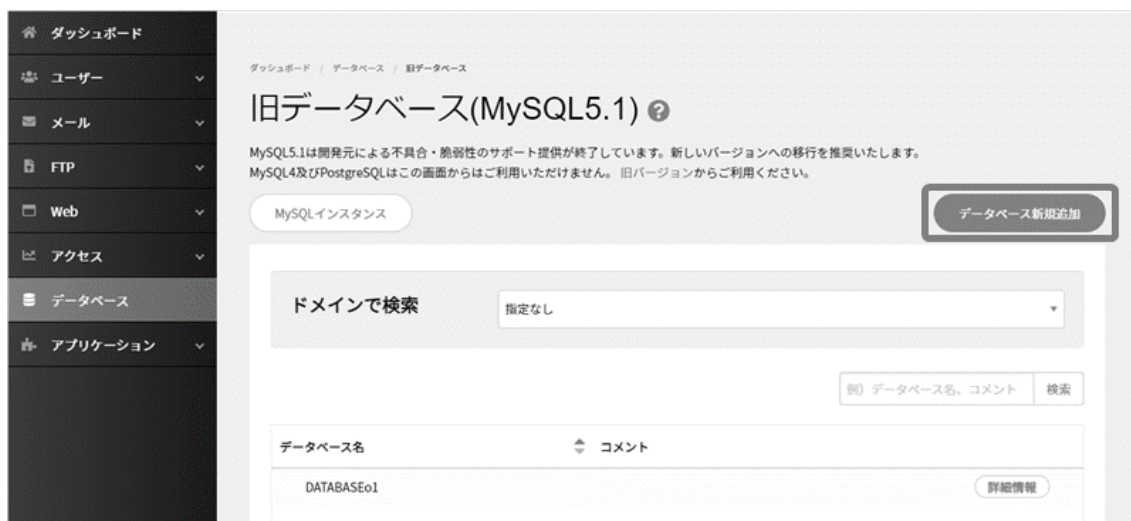 ダッシュボード
ユーザー
メール
FTP
Web
アクセス
データベース
アプリケーション
ダッシュボード / データベース / 旧データベース
旧データベース(MySQL5.1) ?
MySQL5.1は開発元による不具合・脆弱性のサポート提供が終了しています。新しいバージョンへの移行を推奨いたします。
MySQL4及びPostgreSQLはこの画面からはご利用いただけません。 旧バージョンからご利用ください。
MySQLインスタンス
データベース新規追加
ドメインで検索
指定なし
例）データベース名、コメント 検索
データベース名 コメント
DATABASEo1 詳細情報